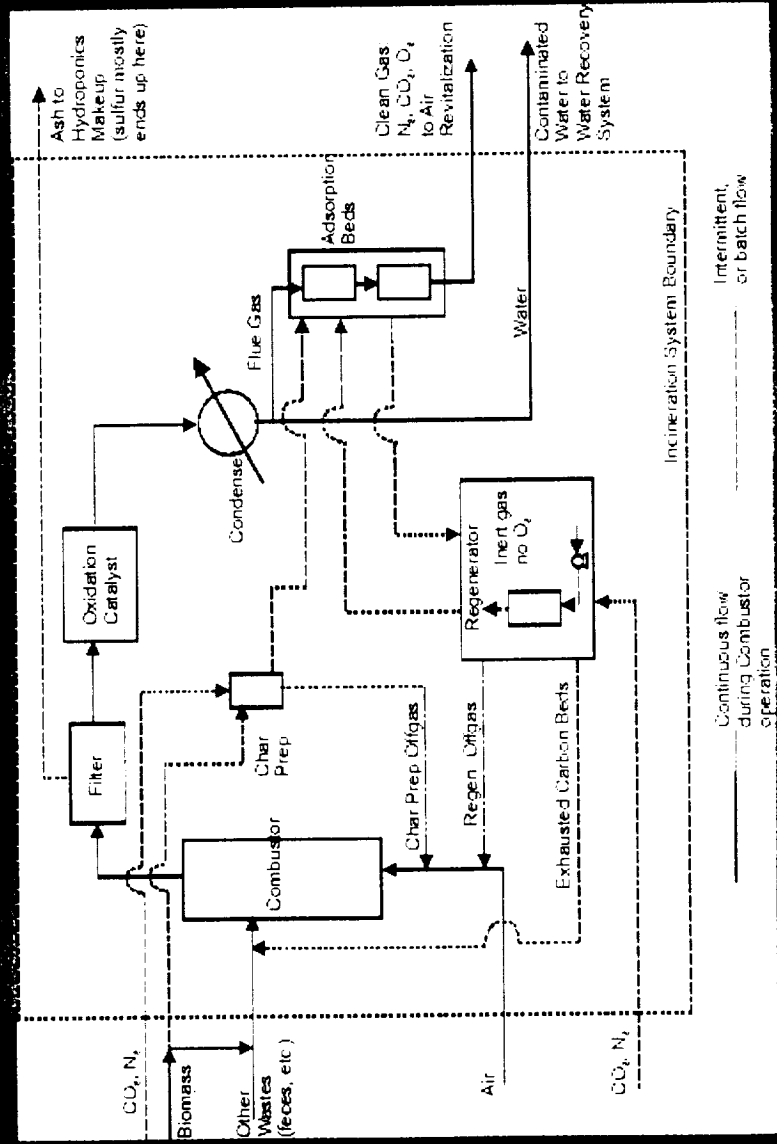 Ash to
Hydroponics
Makeup
(sulfur mostly
ends up here)
Clean Gas:
N₂, CO₂, O₂
to Air
Revitalization
Contaminated
Water to
Water Recovery
System
Oxidation
Catalyst
Filter
Condense
Flue Gas
Adsorption
Beds
Water
Char
Prep
Combustor
Char Prep Offgas
Regen. Offgas
Exhausted Carbon Beds
Regenerator
Inert gas
no O₂
CO₂, N₂
Biomass
Other
Wastes
(feces, etc.)
Air
CO₂, N₂
Incineration System Boundary
Continuous flow
during Combustor
operation
Intermittent,
or batch flow